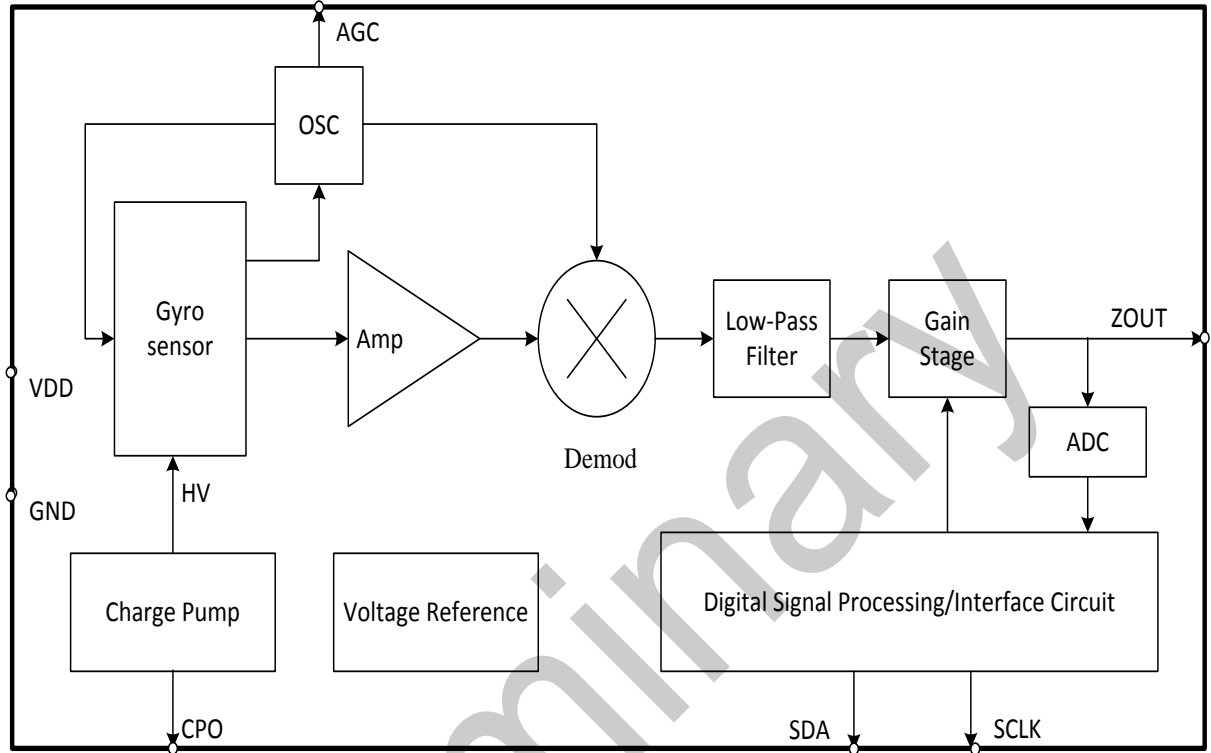 AGC
OSC
Gyro
sensor
Amp
Demod
Low-Pass
Filter
Gain
Stage
ZOUT
ADC
VDD
GND
HV
Charge Pump
Voltage Reference
Digital Signal Processing/Interface Circuit
CPO
SDA
SCLK
minary